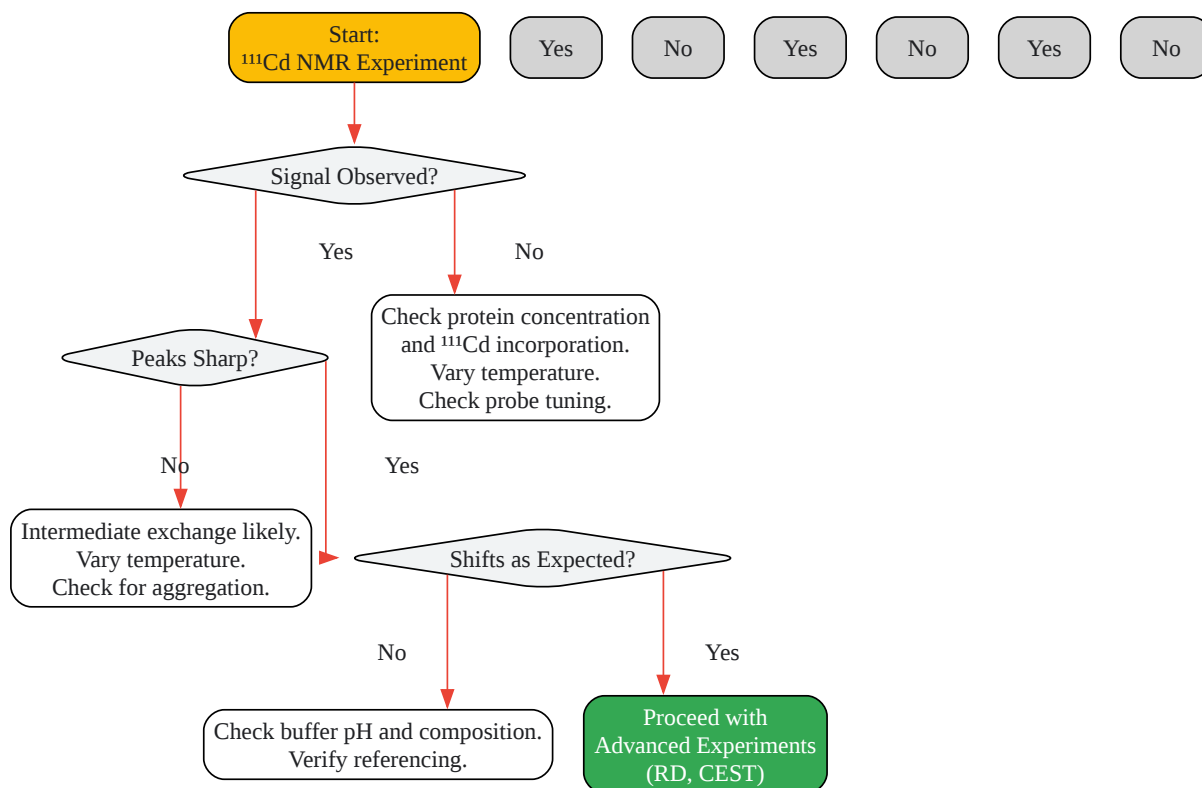 Start:
¹¹¹Cd NMR Experiment
Yes
No
Yes
No
Yes
No
Signal Observed?
Yes
No
Check protein concentration
and ¹¹¹Cd incorporation.
Vary temperature.
Check probe tuning.
Peaks Sharp?
No
Yes
Intermediate exchange likely.
Vary temperature.
Check for aggregation.
Shifts as Expected?
No
Yes
Check buffer pH and composition.
Verify referencing.
Proceed with
Advanced Experiments
(RD, CEST)